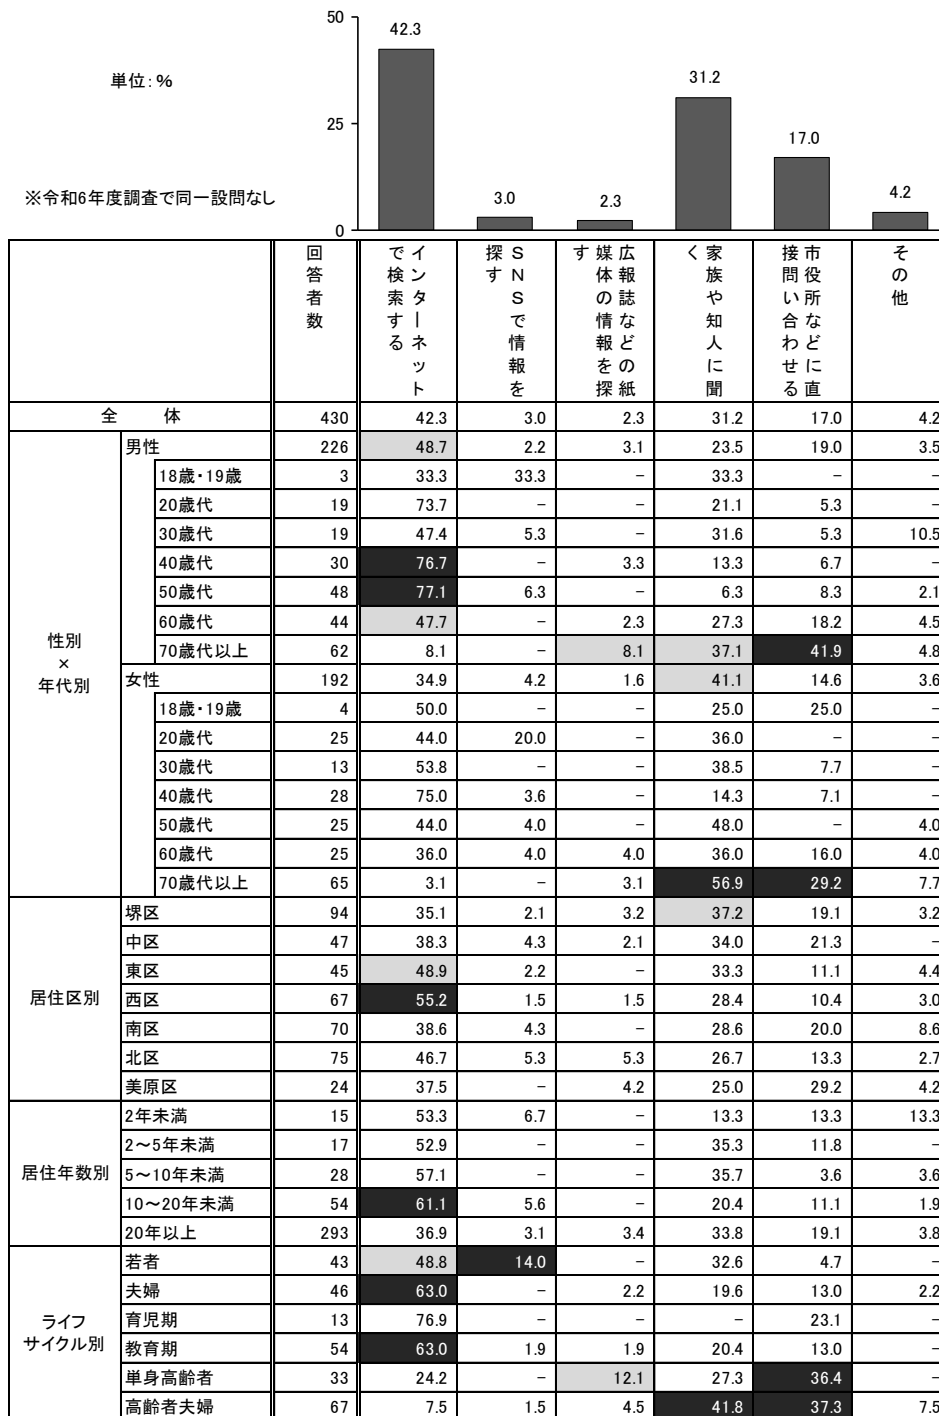 50
42.3
単位：％
31.2
25
17.0
※令和6年度調査で同一設問なし
3.0
2.3
4.2
0
回答者数
インターネットで検索する
ＳＮＳで情報を探す
広報誌などの紙媒体の情報を探す
家族や知人に聞く
市役所などに直接問い合わせる
その他
全 体 430 42.3 3.0 2.3 31.2 17.0 4.2
性別×年代別
男性 226 48.7 2.2 3.1 23.5 19.0 3.5
18歳・19歳 3 33.3 33.3 － 33.3 － －
20歳代 19 73.7 － － 21.1 5.3 －
30歳代 19 47.4 5.3 － 31.6 5.3 10.5
40歳代 30 76.7 － 3.3 13.3 6.7 －
50歳代 48 77.1 6.3 － 6.3 8.3 2.1
60歳代 44 47.7 － 2.3 27.3 18.2 4.5
70歳代以上 62 8.1 － 8.1 37.1 41.9 4.8
女性 192 34.9 4.2 1.6 41.1 14.6 3.6
18歳・19歳 4 50.0 － － 25.0 25.0 －
20歳代 25 44.0 20.0 － 36.0 － －
30歳代 13 53.8 － － 38.5 7.7 －
40歳代 28 75.0 3.6 － 14.3 7.1 －
50歳代 25 44.0 4.0 － 48.0 － 4.0
60歳代 25 36.0 4.0 4.0 36.0 16.0 4.0
70歳代以上 65 3.1 － 3.1 56.9 29.2 7.7
居住区別
堺区 94 35.1 2.1 3.2 37.2 19.1 3.2
中区 47 38.3 4.3 2.1 34.0 21.3 －
東区 45 48.9 2.2 － 33.3 11.1 4.4
西区 67 55.2 1.5 1.5 28.4 10.4 3.0
南区 70 38.6 4.3 － 28.6 20.0 8.6
北区 75 46.7 5.3 5.3 26.7 13.3 2.7
美原区 24 37.5 － 4.2 25.0 29.2 4.2
居住年数別
2年未満 15 53.3 6.7 － 13.3 13.3 13.3
2～5年未満 17 52.9 － － 35.3 11.8 －
5～10年未満 28 57.1 － － 35.7 3.6 3.6
10～20年未満 54 61.1 5.6 － 20.4 11.1 1.9
20年以上 293 36.9 3.1 3.4 33.8 19.1 3.8
ライフサイクル別
若者 43 48.8 14.0 － 32.6 4.7 －
夫婦 46 63.0 － 2.2 19.6 13.0 2.2
育児期 13 76.9 － － － 23.1 －
教育期 54 63.0 1.9 1.9 20.4 13.0 －
単身高齢者 33 24.2 － 12.1 27.3 36.4 －
高齢者夫婦 67 7.5 1.5 4.5 41.8 37.3 7.5